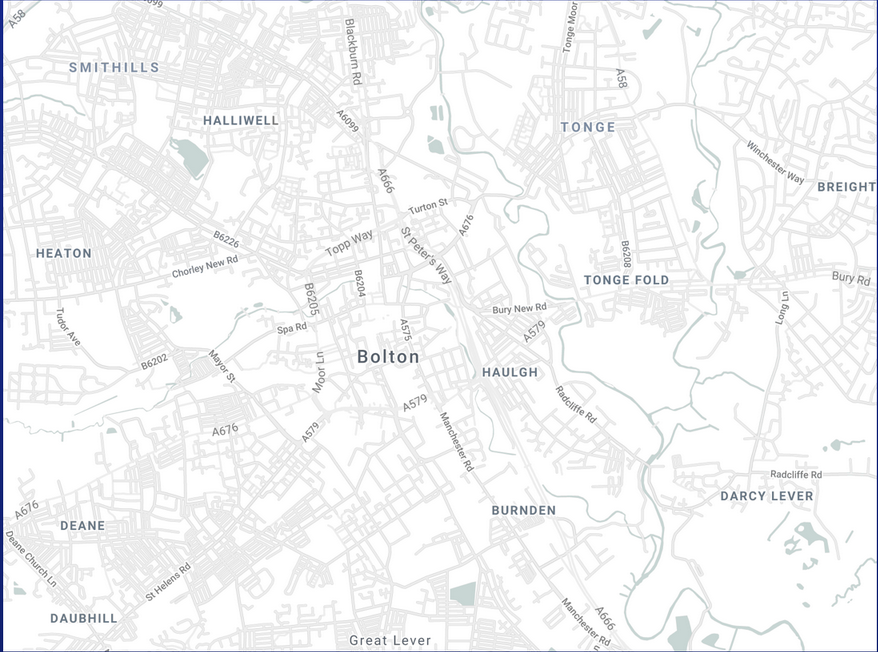 A58
6099
Blackburn Rd
Tonge Moor
SMITHILLS
A58
HALLIWELL
A6099
TONGE
Winchester Way
A666
BREIGHT
Turton St
A676
B6226
Topp Way
St Peter's Way
HEATON
B6208
Chorley New Rd
TONGE FOLD
Bury Rd
B6204
B6205
Long Ln
Bury New Rd
Tudor Ave
Spa Rd
A575
A579
Bolton
B6202
Mayor St
Moor Ln
HAULGH
A579
Radcliffe Rd
A676
A579
Manchester Rd
Radcliffe Rd
DARCY LEVER
A676
BURNDEN
DEANE
Deane Church Ln
St Helens Rd
DAUBHILL
Manchester Rd
A666
Great Lever